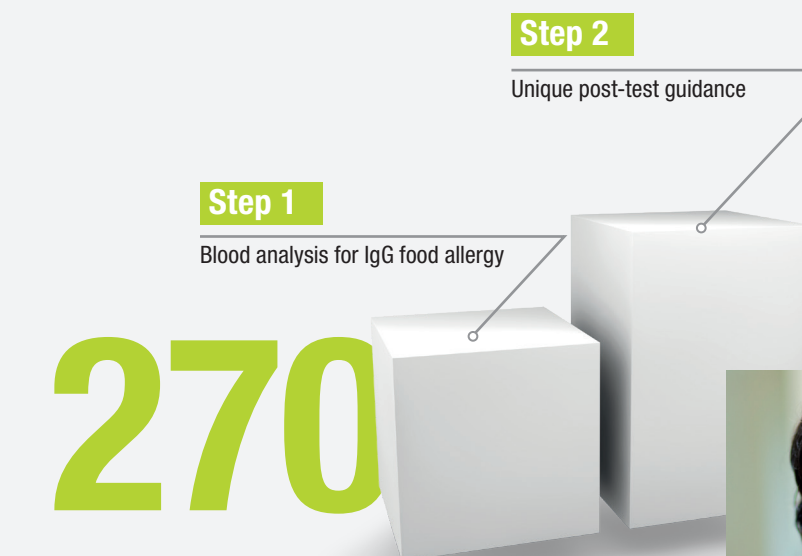 Step 2
Unique post-test guidance
Step 1
Blood analysis for IgG food allergy
270